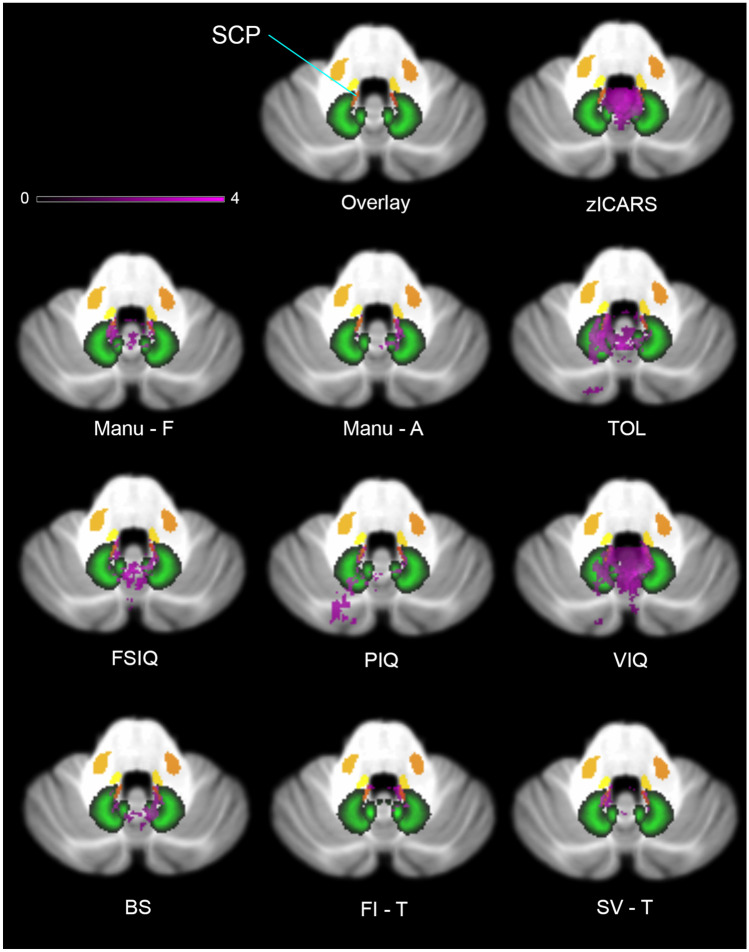 SCP
0 4
Overlay zICARS
Manu - F Manu - A TOL
FSIQ PIQ VIQ
BS FI - T SV - T